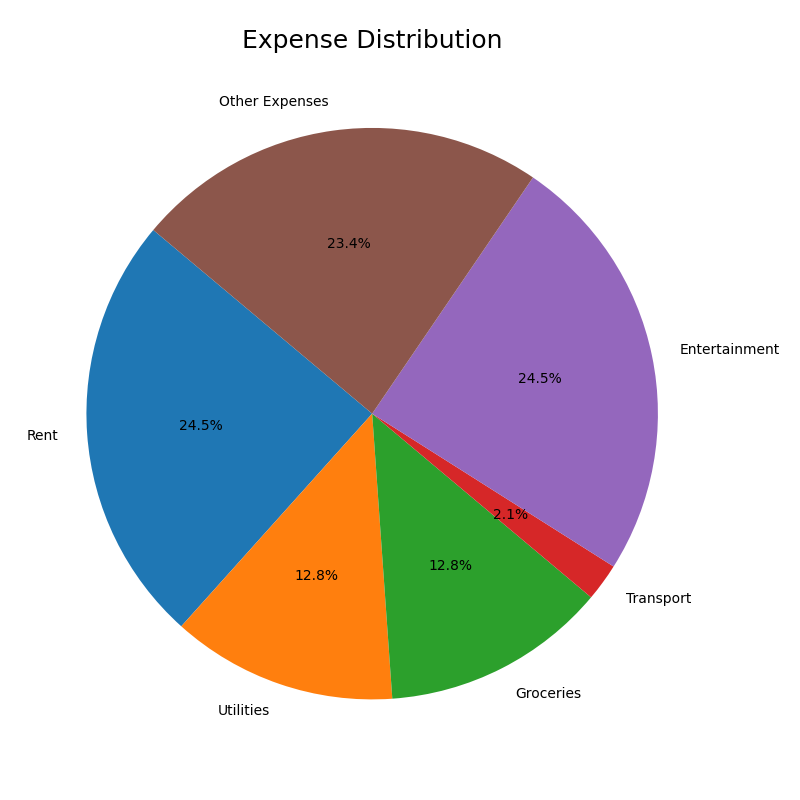 Expense Distribution
Other Expenses
23.4%
Entertainment
24.5%
Rent
24.5%
2.1%
Transport
12.8%
12.8%
Groceries
Utilities